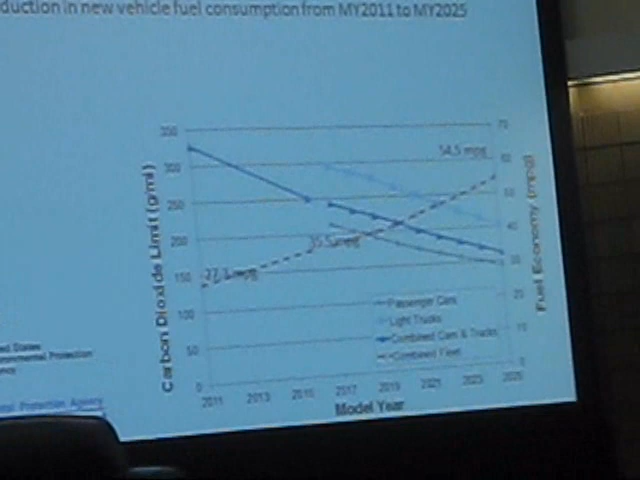 duction in new vehicle fuel consumption from MY2011 to MY2025
350
300
250
200
150
100
50
0
70
60
50
40
30
20
10
0
54.5 mpg
35.5 mpg
27.3 mpg
Carbon Dioxide Limit (g/mi)
Fuel Economy (mpg)
Passenger Cars
Light Trucks
Combined Cars & Trucks
Combined Fleet
2011 2013 2015 2017 2019 2021 2023 2025
Model Year
ed States
ironmental Protection
ency
Protection Agency